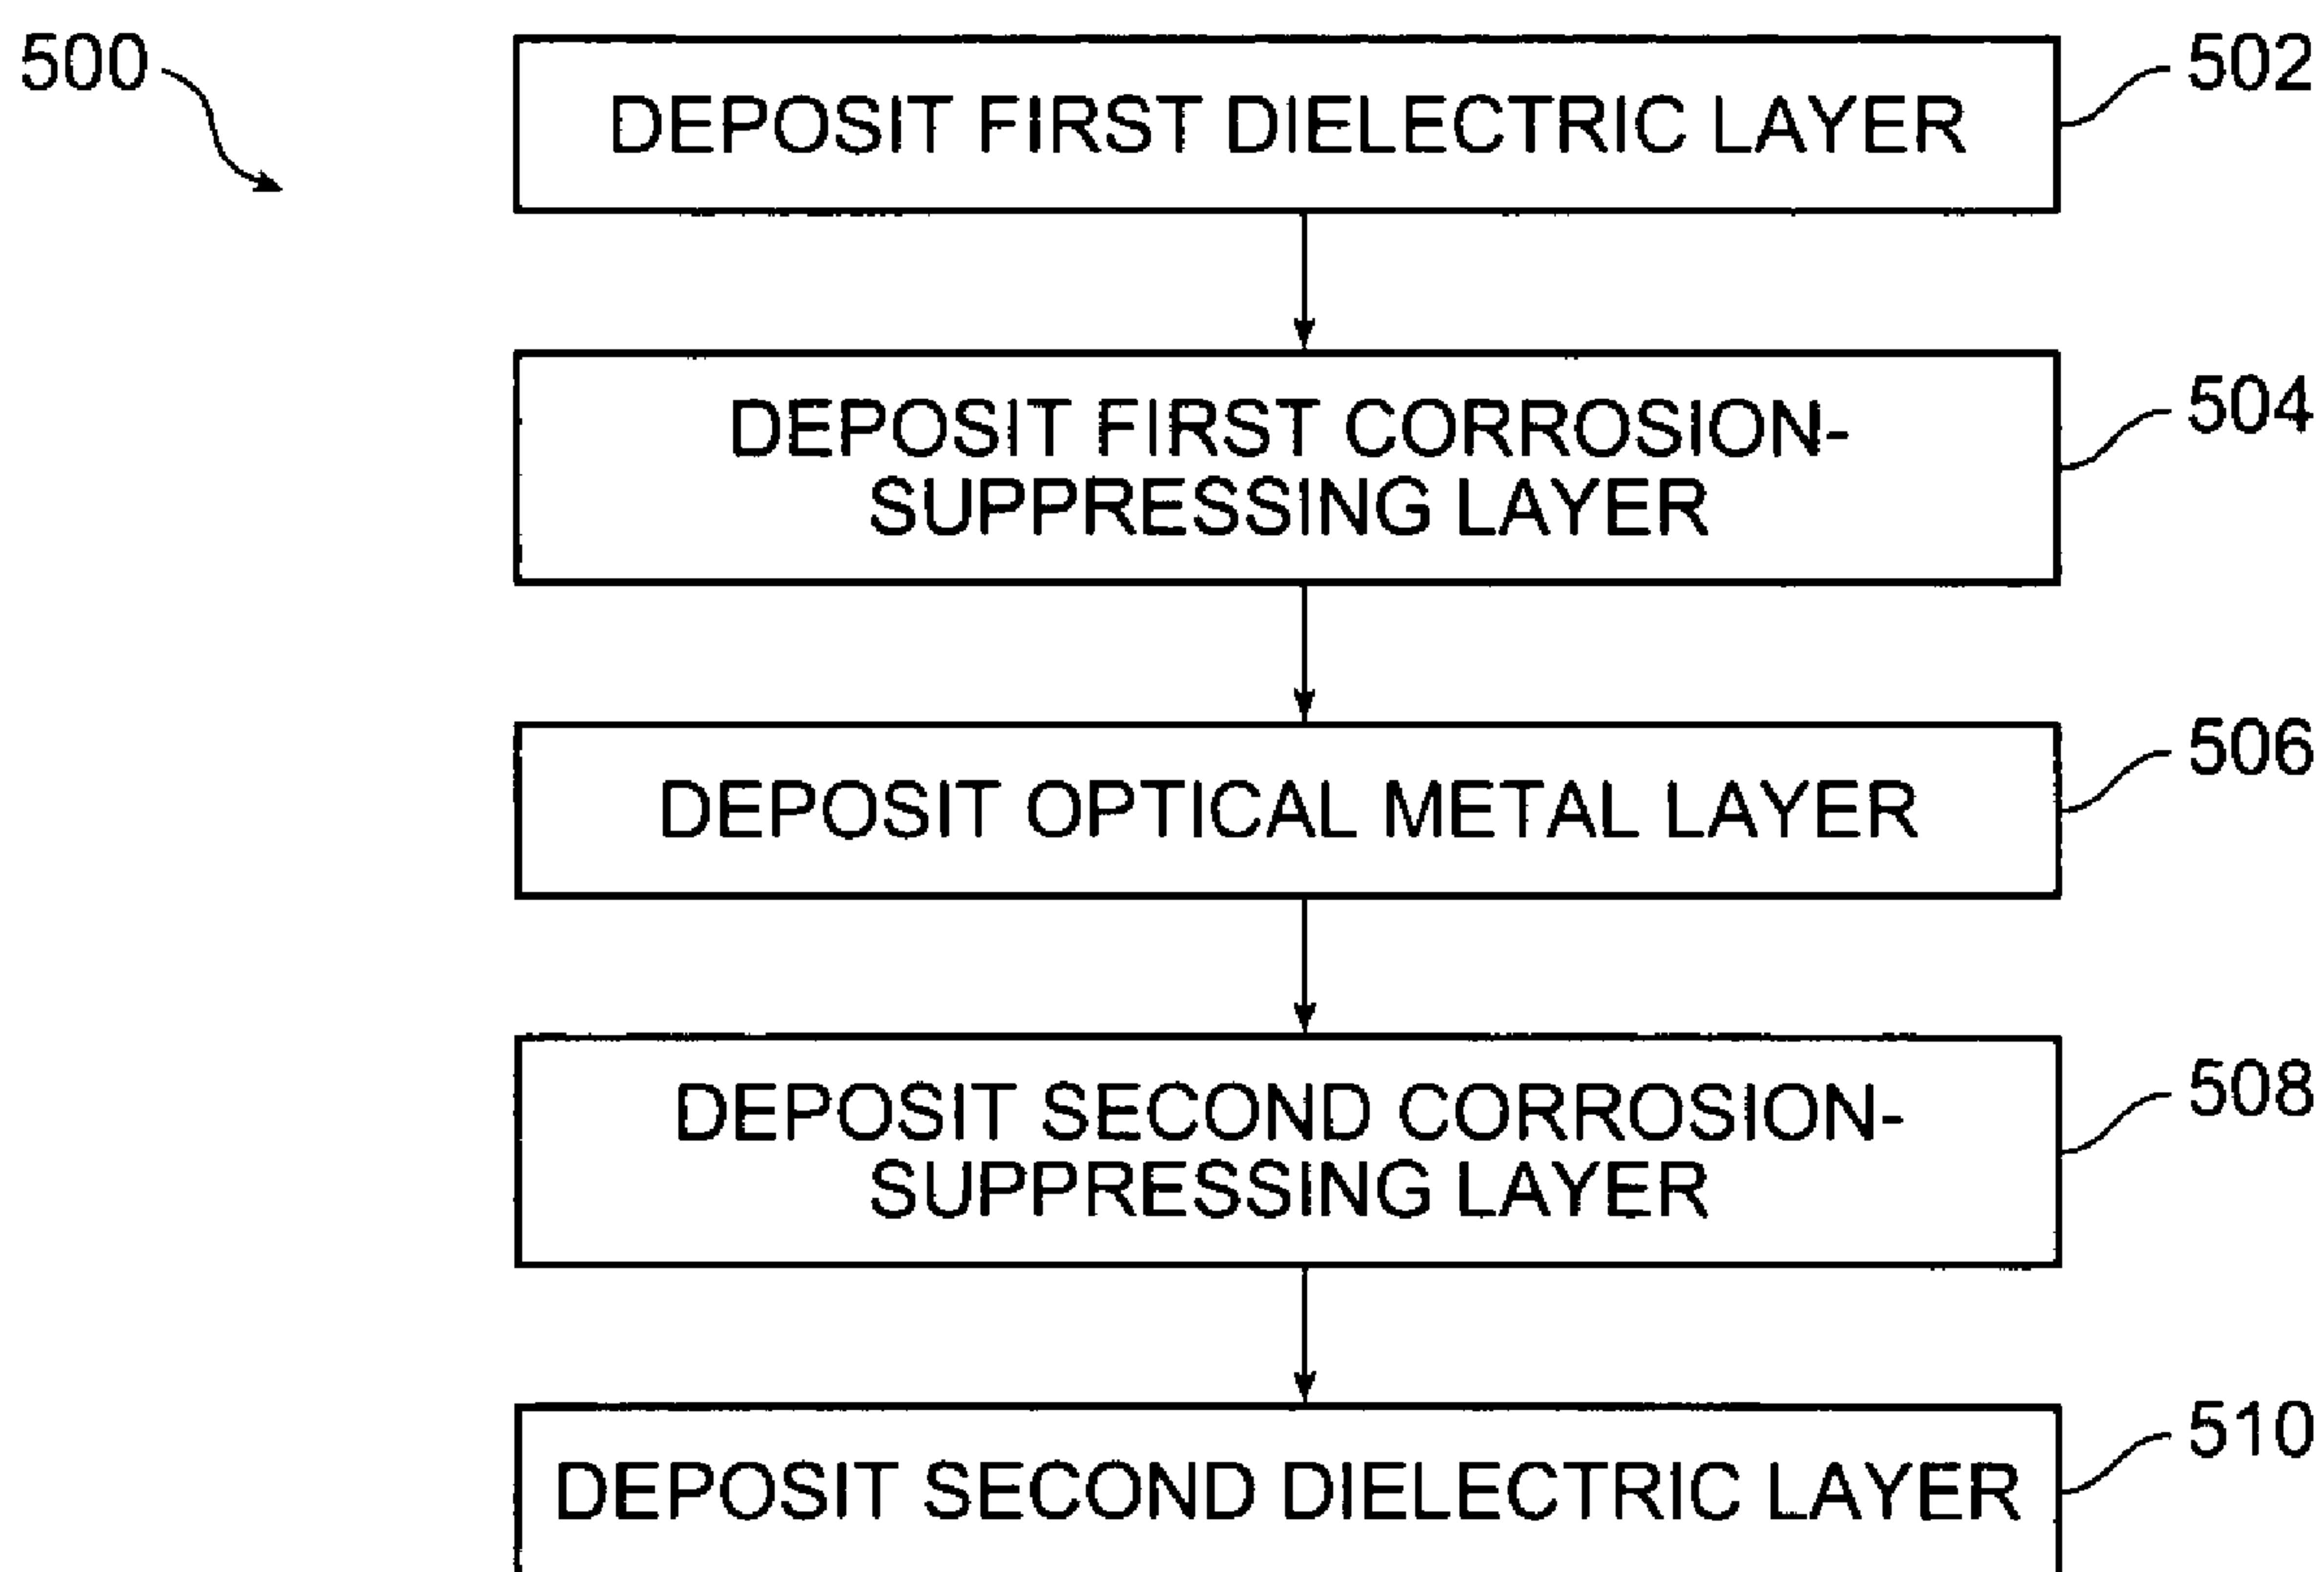 500
DEPOSIT FIRST DIELECTRIC LAYER
502
DEPOSIT FIRST CORROSION-
SUPPRESSING LAYER
504
DEPOSIT OPTICAL METAL LAYER
506
DEPOSIT SECOND CORROSION-
SUPPRESSING LAYER
508
DEPOSIT SECOND DIELECTRIC LAYER
510